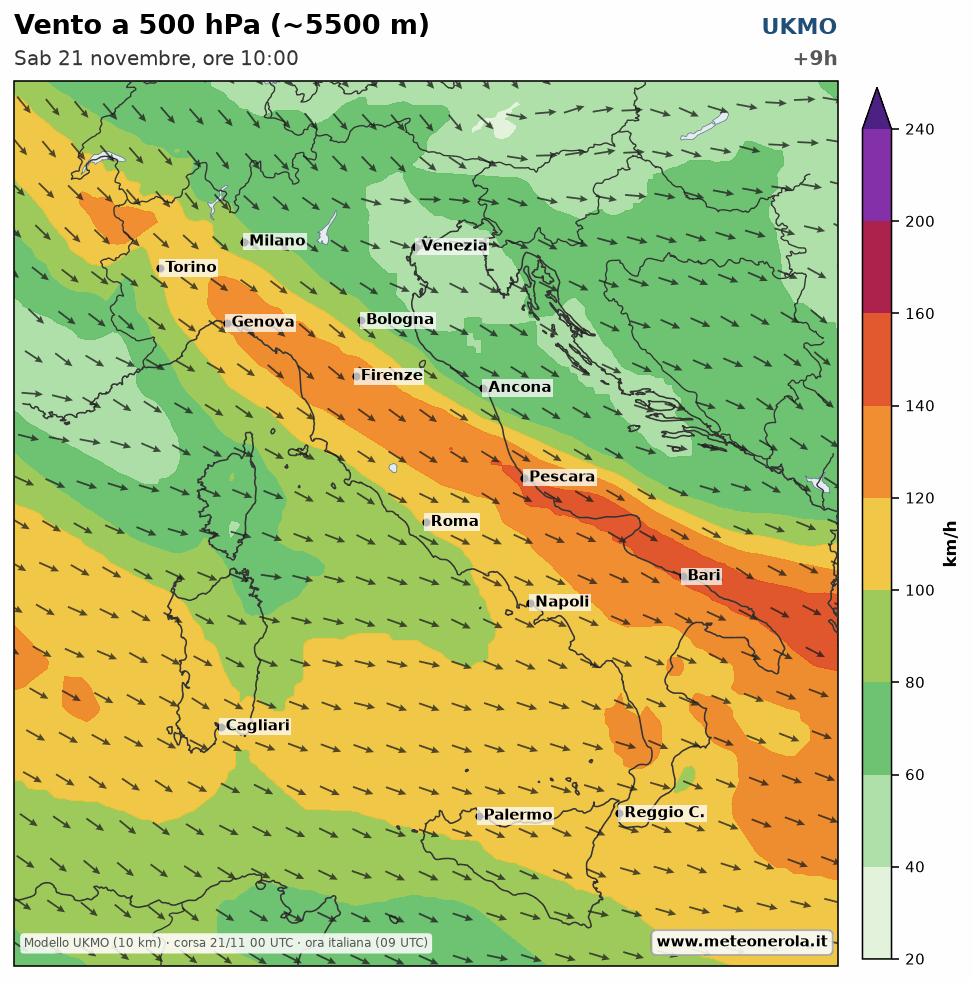 Vento a 500 hPa (~5500 m)
UKMO
Sab 21 novembre, ore 10:00
+9h
Milano
Venezia
Torino
Genova
Bologna
Firenze
Ancona
Pescara
Roma
Bari
Napoli
Cagliari
Palermo
Reggio C.
Modello UKMO (10 km) · corsa 21/11 00 UTC · ora italiana (09 UTC)
www.meteonerola.it
240
200
160
140
120
100
80
60
40
20
km/h